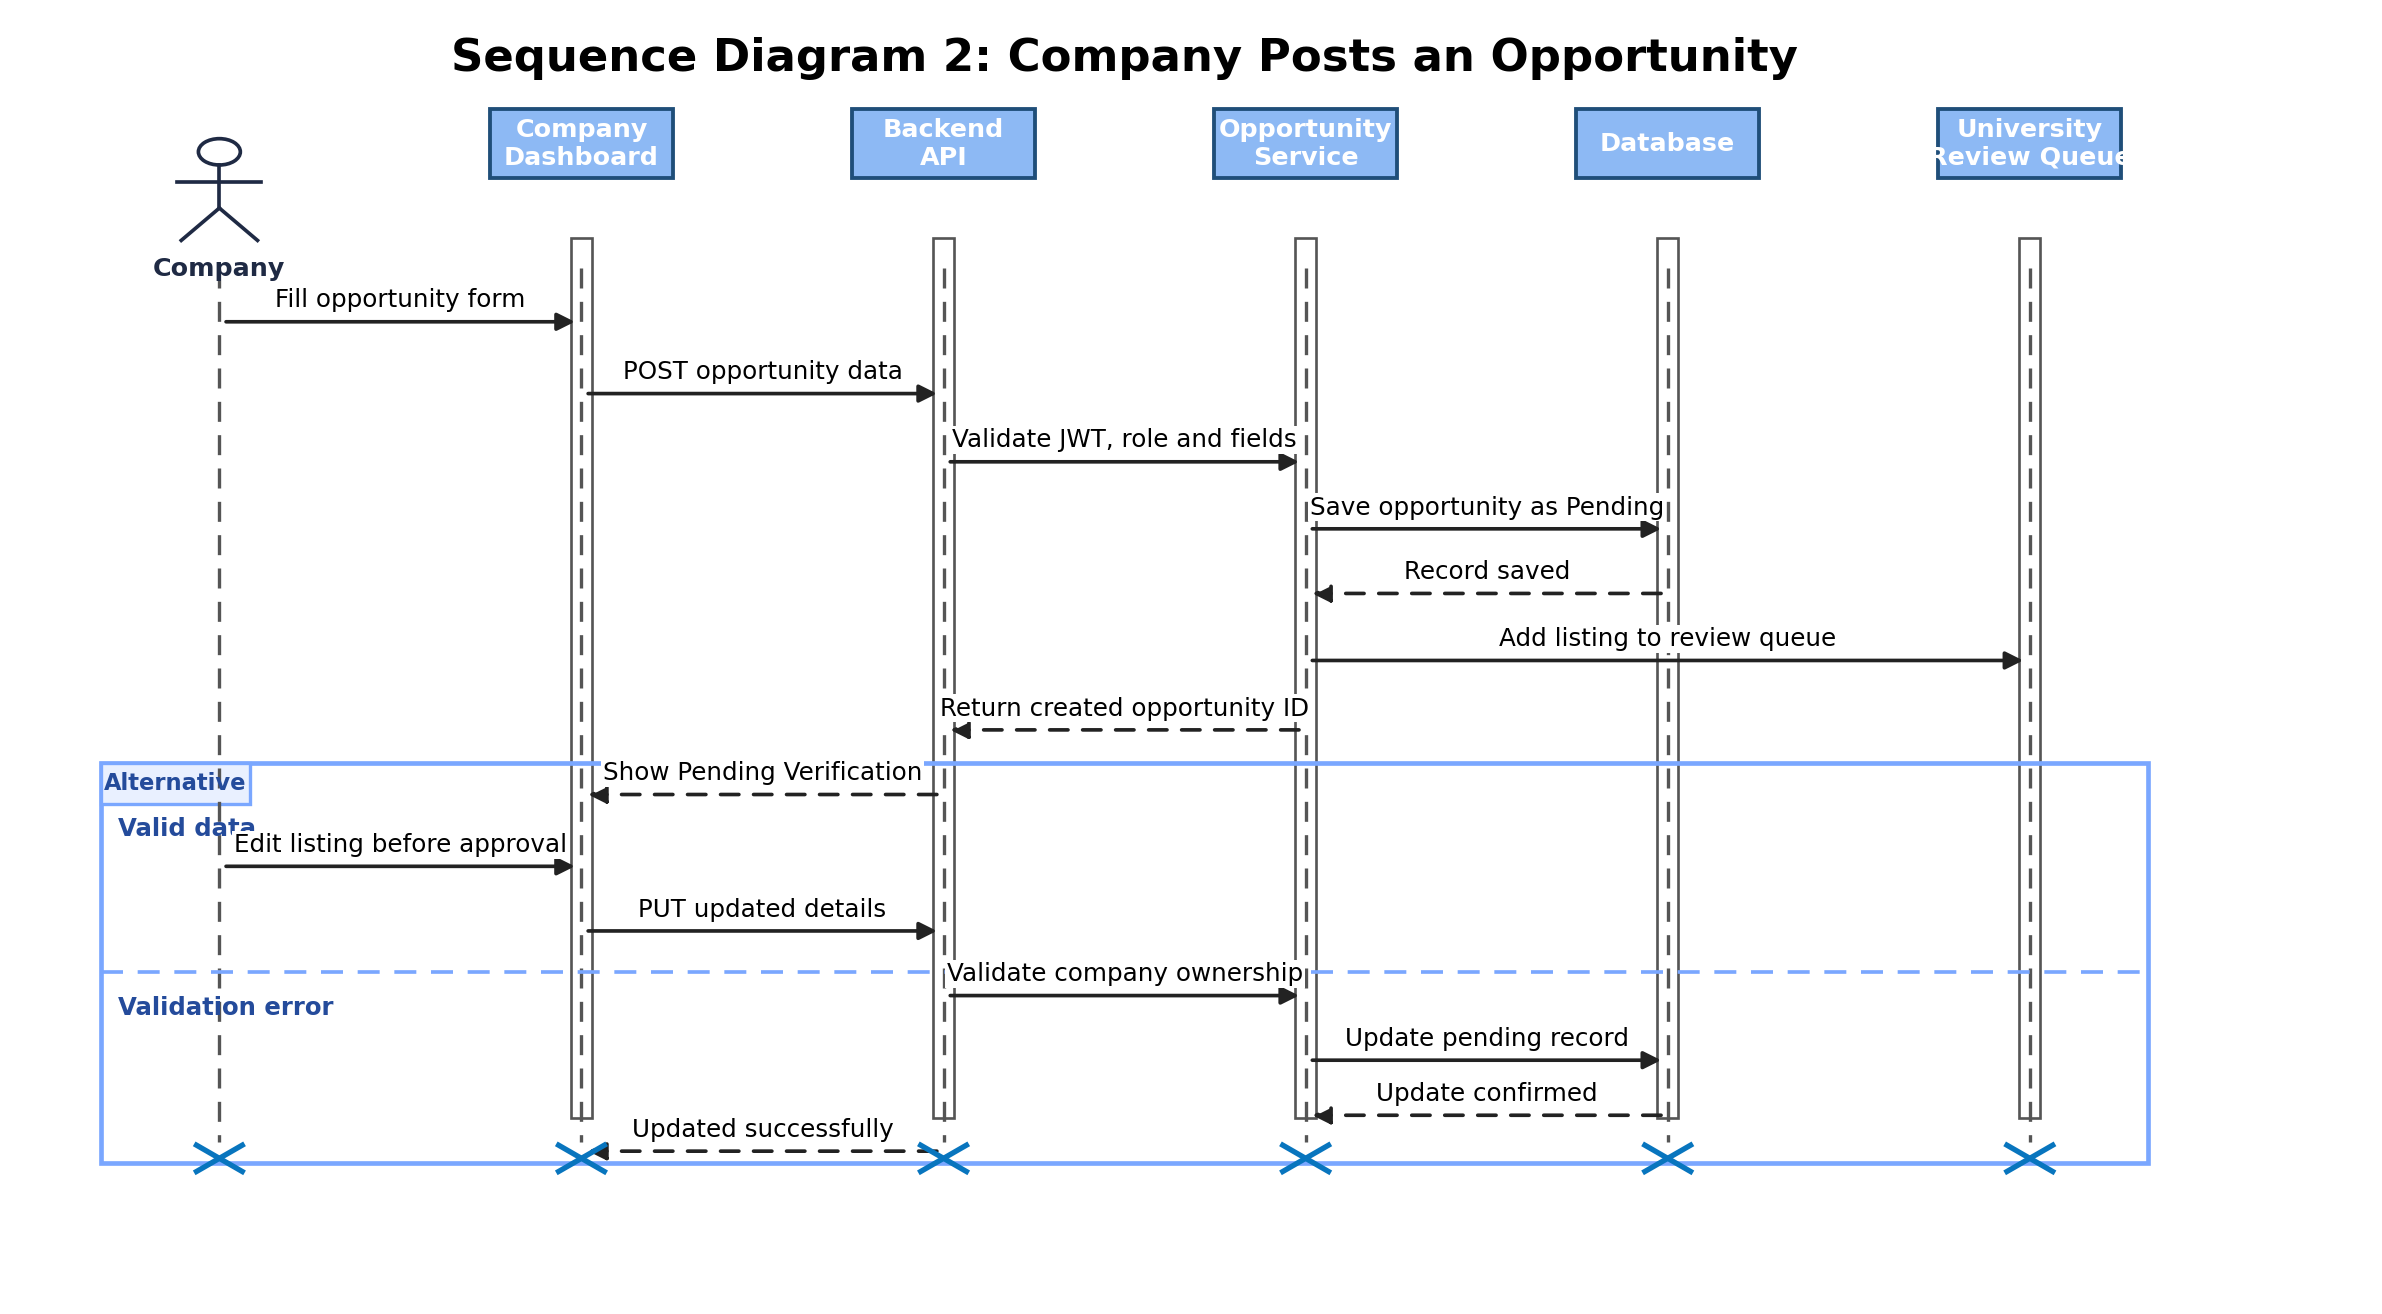 Sequence Diagram 2: Company Posts an Opportunity
Company
Dashboard
Backend
API
Opportunity
Service
Database
University
Review Queue
Company
Fill opportunity form
POST opportunity data
Validate JWT, role and fields
Save opportunity as Pending
Record saved
Add listing to review queue
Return created opportunity ID
Show Pending Verification
Alternative
Valid data
Edit listing before approval
PUT updated details
Validate company ownership
Validation error
Update pending record
Update confirmed
Updated successfully